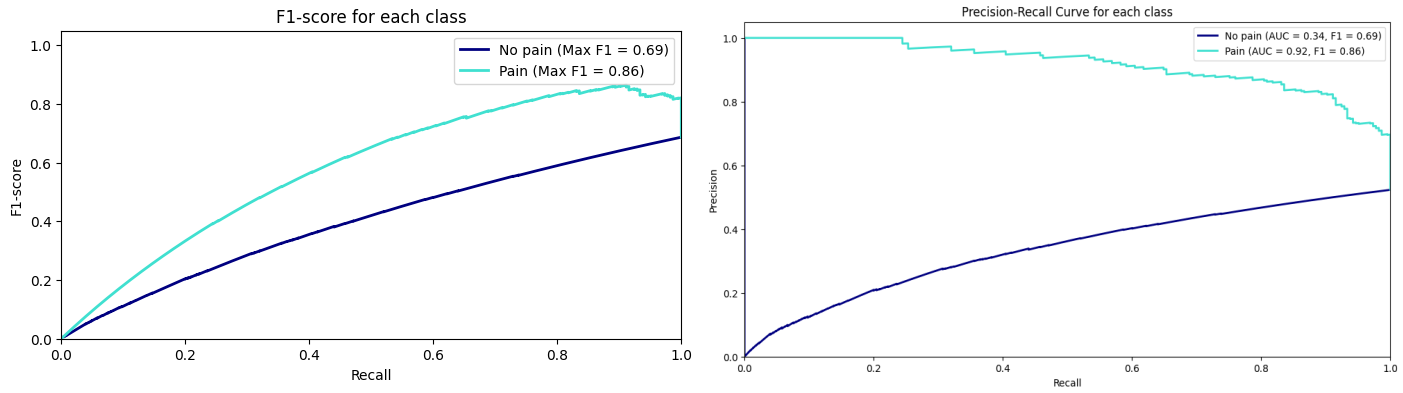 F1-score for each class
1.0
0.8
0.6
0.4
0.2
0.0
F1-score
No pain (Max F1 = 0.69)
Pain (Max F1 = 0.86)
0.0 0.2 0.4 0.6 0.8 1.0
Recall
Precision-Recall Curve for each class
1.0
0.8
0.6
0.4
0.2
0.0
Precision
No pain (AUC = 0.34, F1 = 0.69)
Pain (AUC = 0.92, F1 = 0.86)
0.0 0.2 0.4 0.6 0.8 1.0
Recall